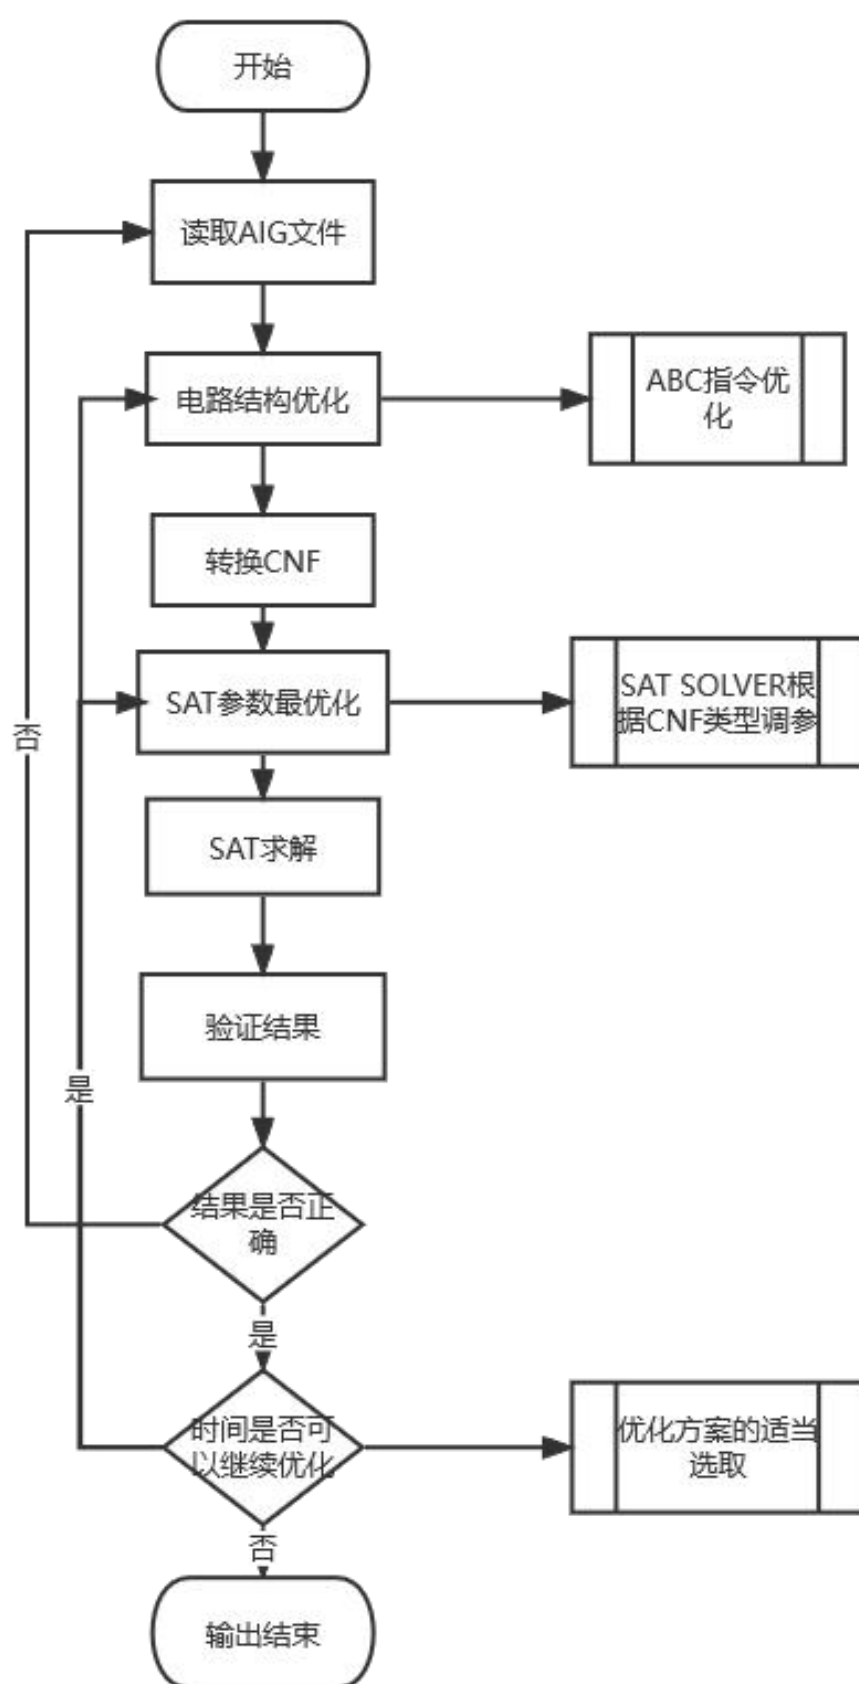 开始
读取AIG文件
电路结构优化
ABC指令优
化
转换CNF
SAT参数最优化
SAT SOLVER根
据CNF类型调参
否
SAT求解
验证结果
是
结果是否正
确
是
时间是否可
以继续优化
优化方案的适当
选取
否
输出结束